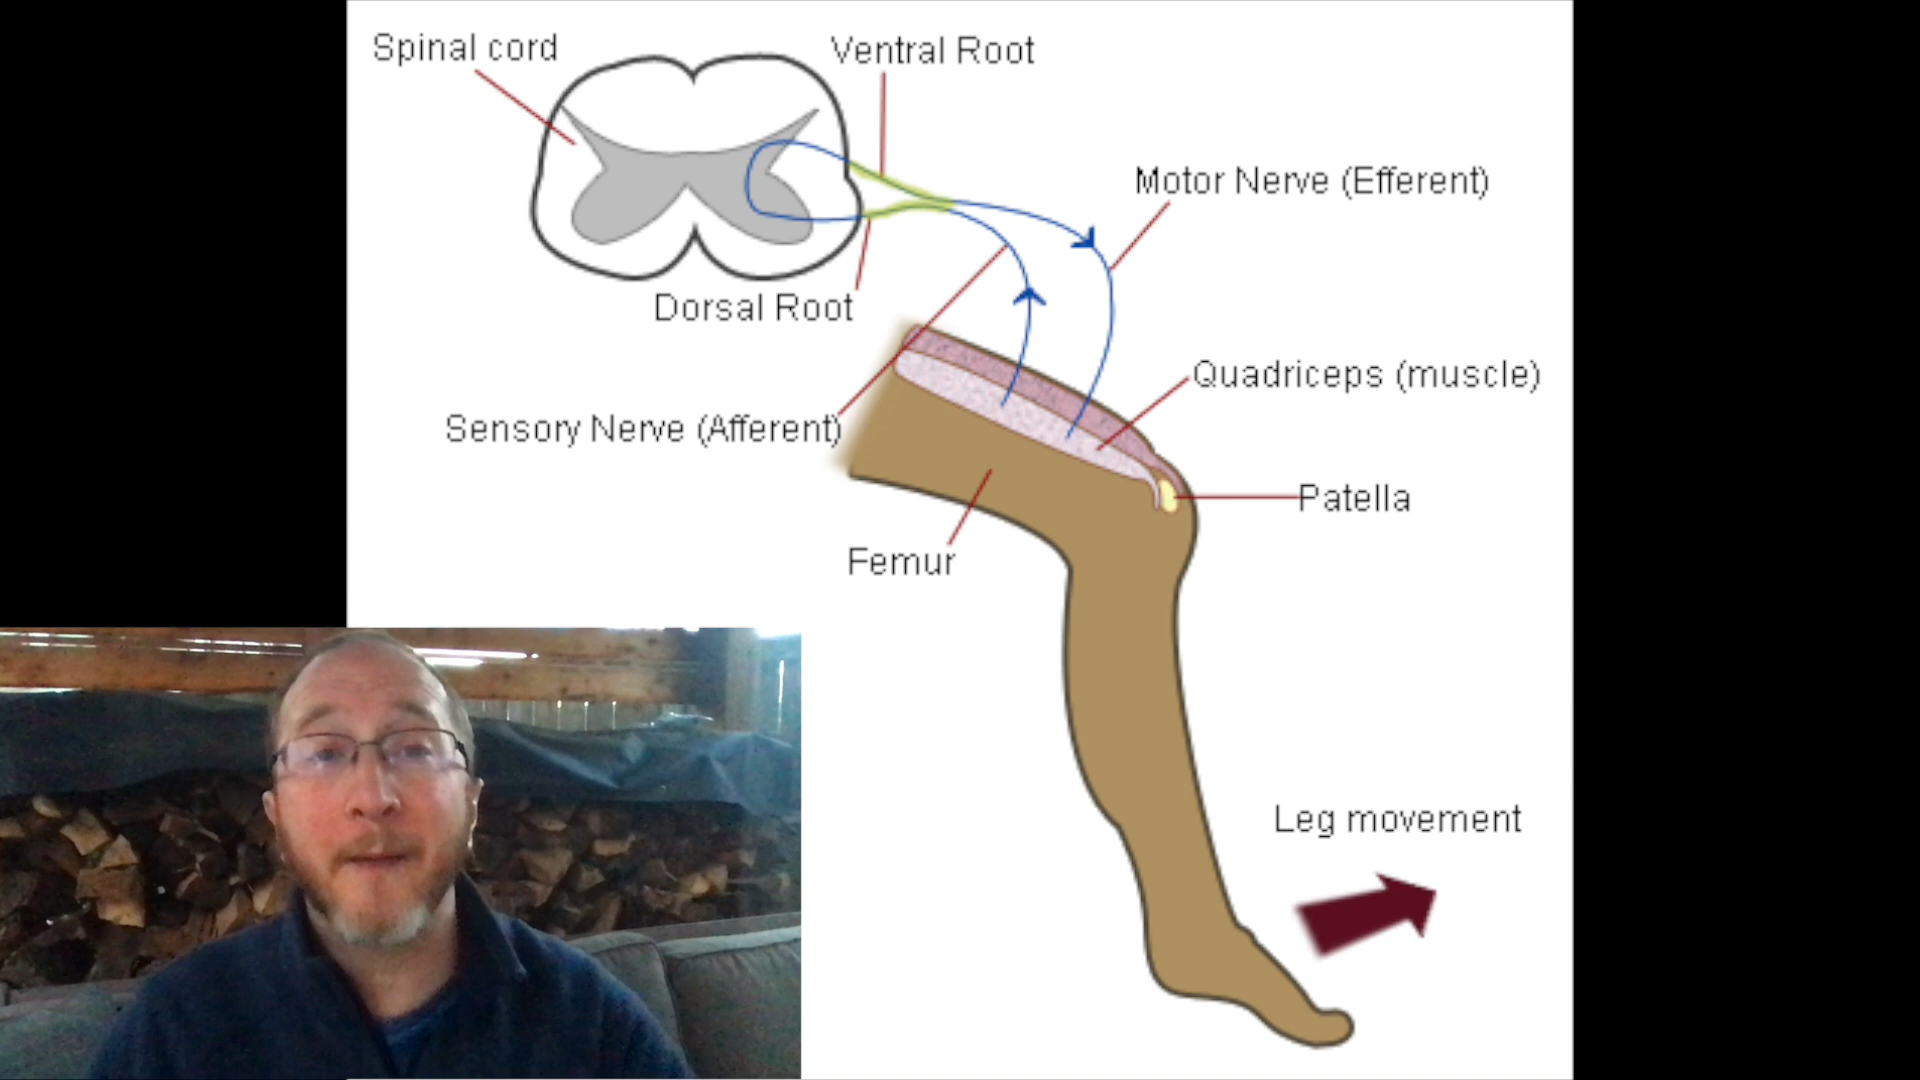 Spinal cord
Ventral Root
Motor Nerve (Efferent)
Dorsal Root
Quadriceps (muscle)
Sensory Nerve (Afferent)
Patella
Femur
Leg movement